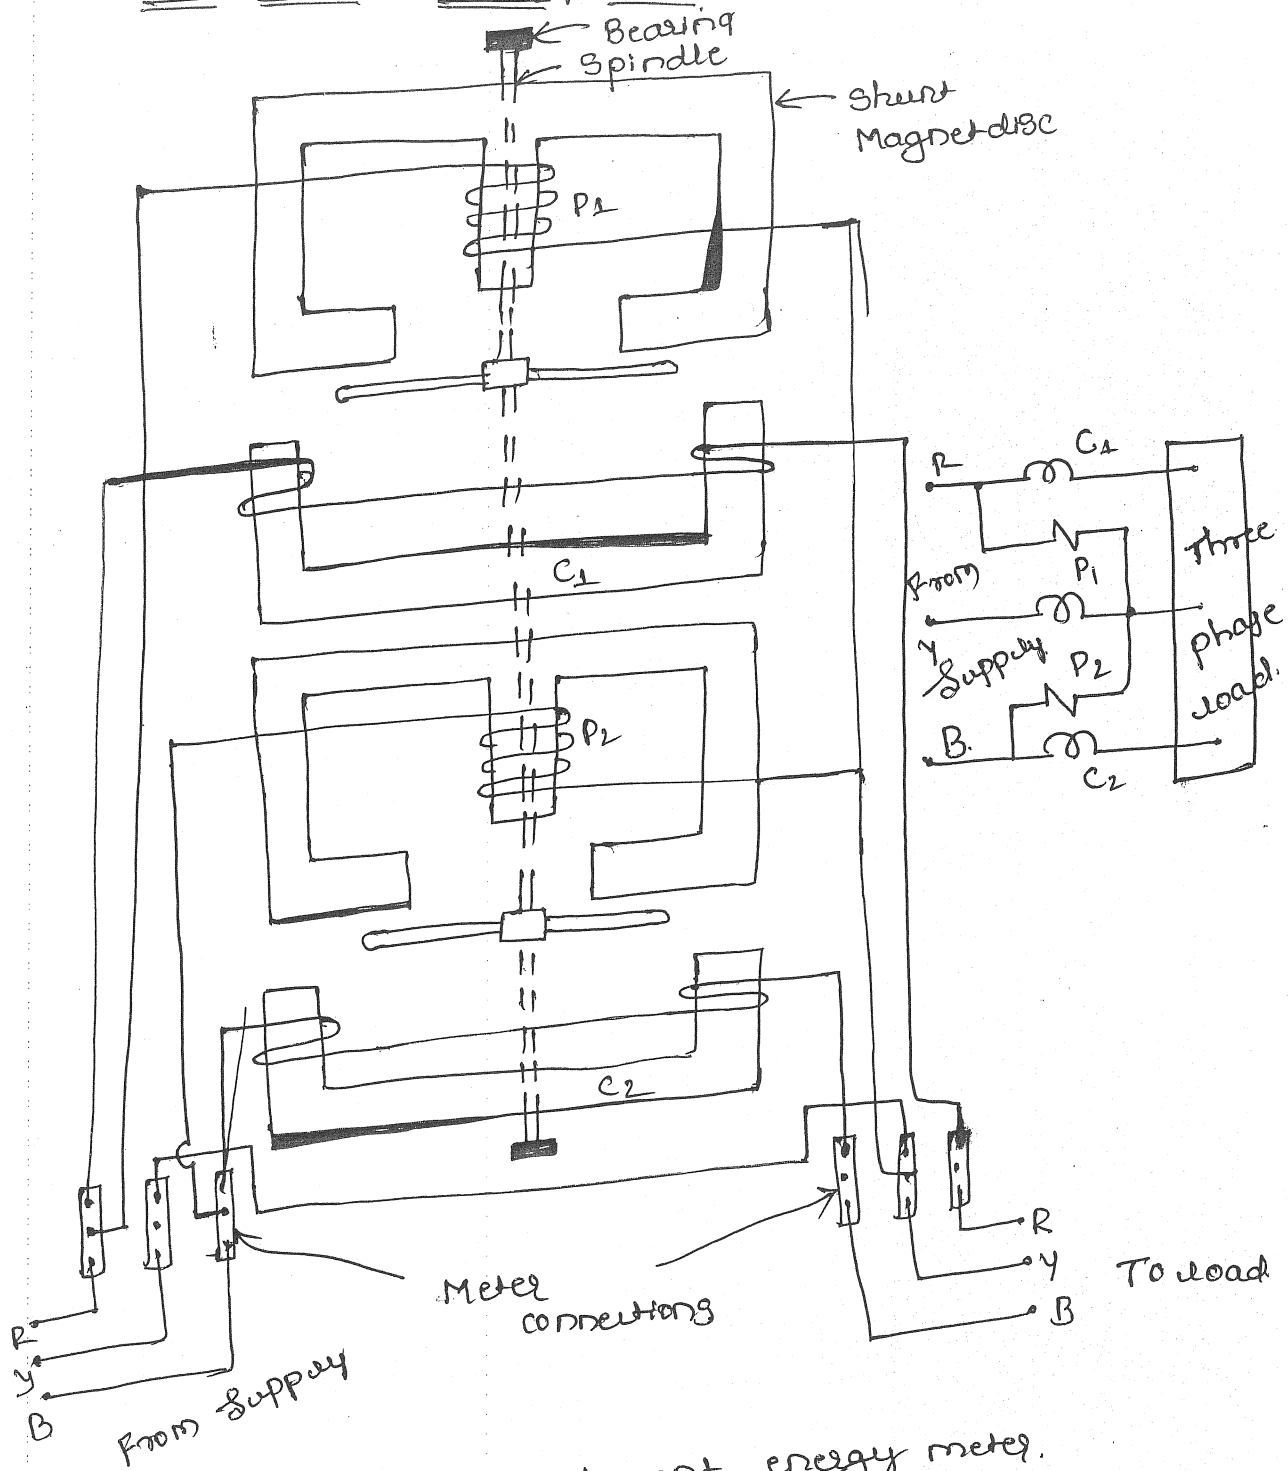 Bearing
Spindle
Shunt
Magnet disc
P1
C1
P2
C2
R
C1
P1
From
Y
Supply
P2
B.
C2
Three
phase
load.
Meter
connections
R
Y
B
To load
R
Y
B
From Supply
energy meter.